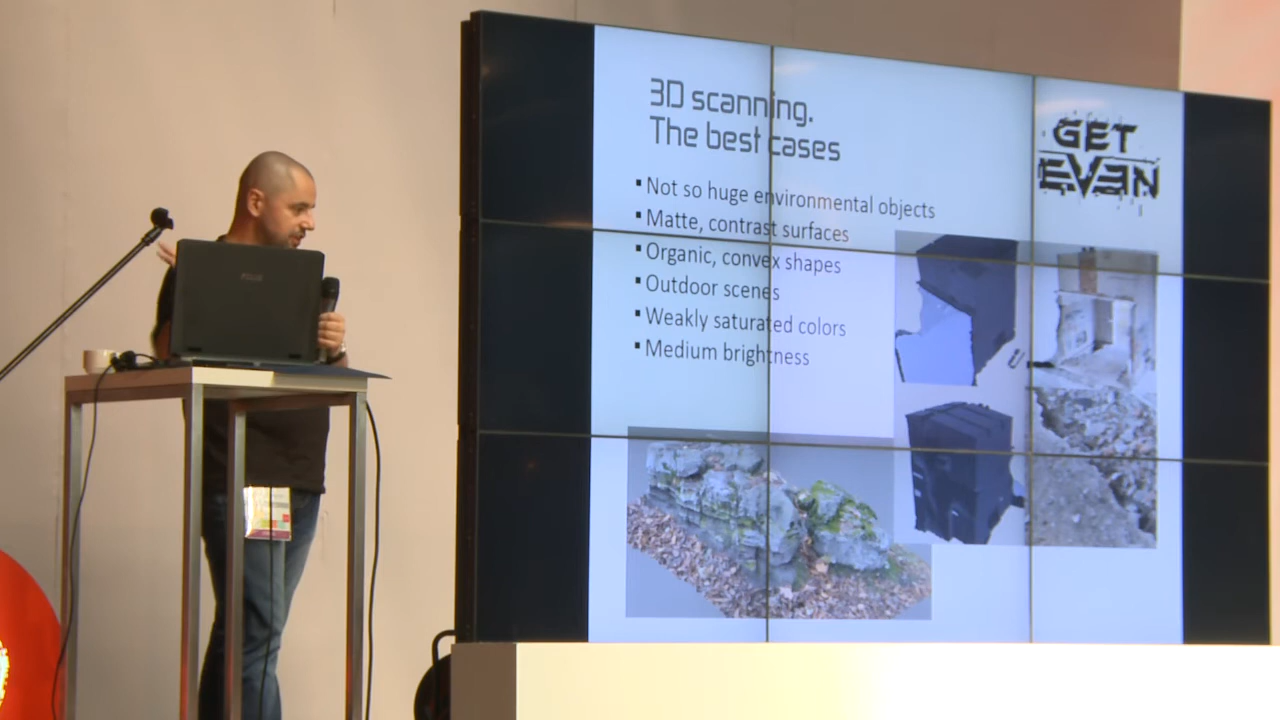 3D scanning.
The best cases
GET
EVEN
▪ Not so huge environmental objects
▪ Matte, contrast surfaces
▪ Organic, convex shapes
▪ Outdoor scenes
▪ Weakly saturated colors
▪ Medium brightness